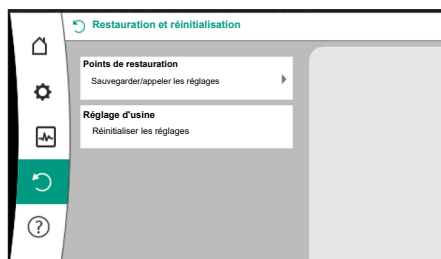 Restauration et réinitialisation
Points de restauration
Sauvegarder/appeler les réglages
Réglage d'usine
Réinitialiser les réglages
?